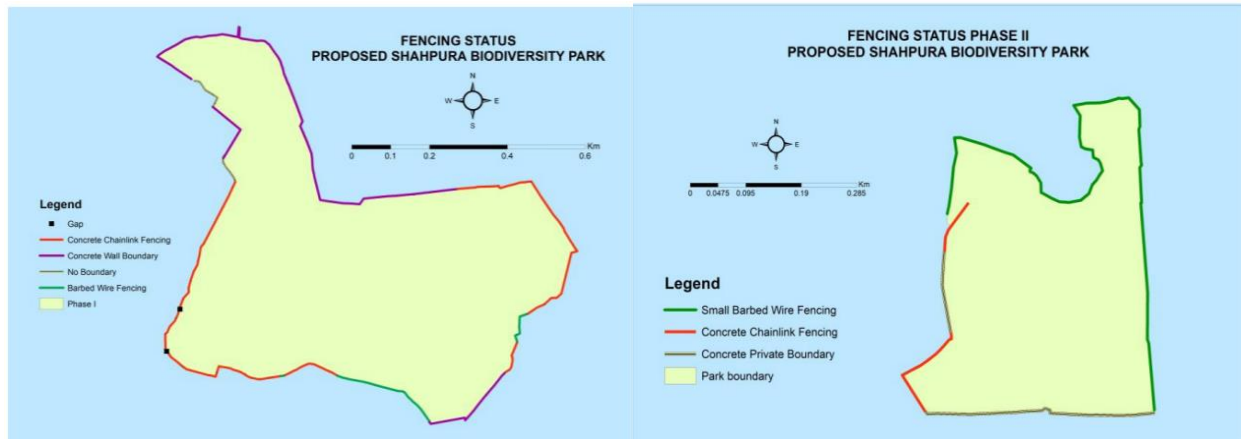 FENCING STATUS
PROPOSED SHAHPURA BIODIVERSITY PARK
N
W E
S
Km
0 0.1 0.2 0.4 0.6
Legend
Gap
Concrete Chainlink Fencing
Concrete Wall Boundary
No Boundary
Barbed Wire Fencing
Phase I
FENCING STATUS PHASE II
PROPOSED SHAHPURA BIODIVERSITY PARK
N
W E
S
Km
0 0.0475 0.095 0.19 0.285
Legend
Small Barbed Wire Fencing
Concrete Chainlink Fencing
Concrete Private Boundary
Park boundary